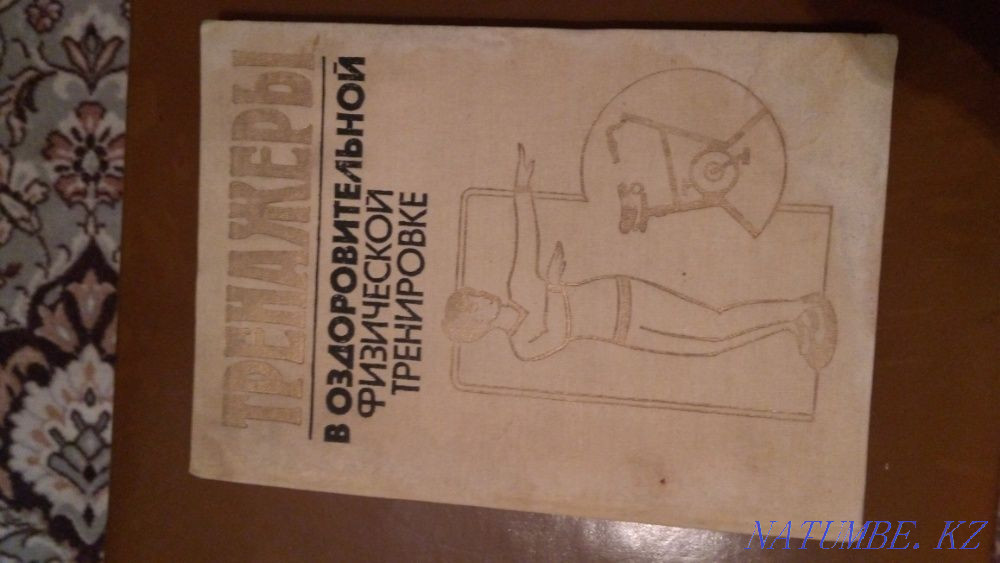 ТРЕНАЖЕРЫ
В ОЗДОРОВИТЕЛЬНОЙ
ФИЗИЧЕСКОЙ
ТРЕНИРОВКЕ
NATUMBE. KZ